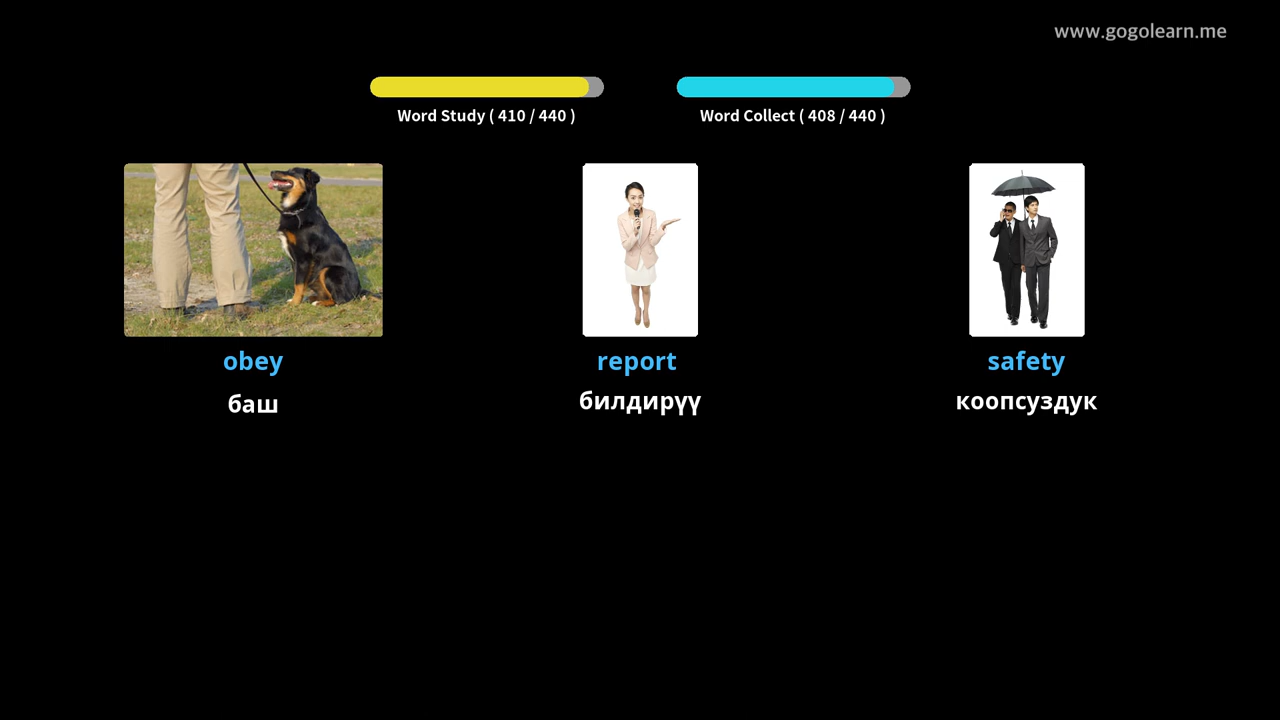 www.gogolearn.me
Word Study ( 410 / 440 )
Word Collect ( 408 / 440 )
obey
report
safety
баш
билдирүү
коопсуздук